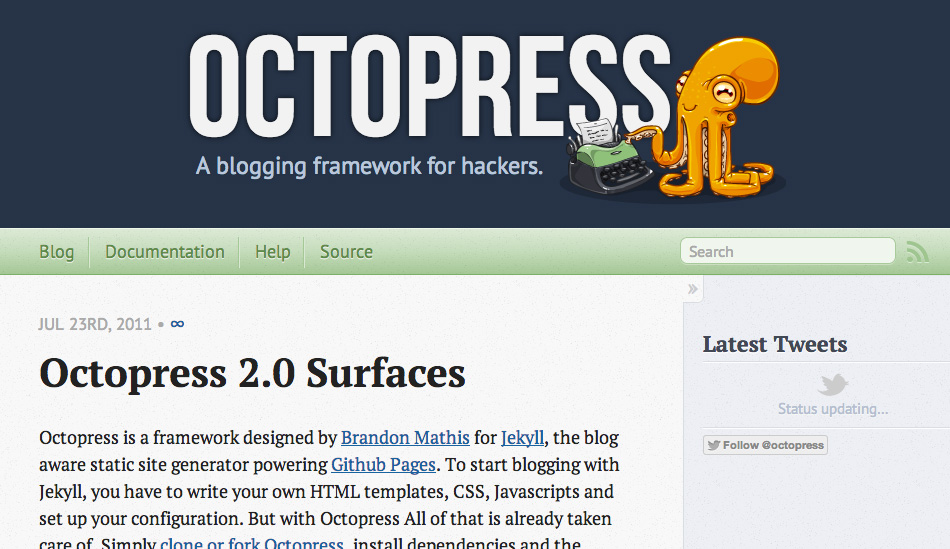 OCTOPRESS
A blogging framework for hackers.
Blog Documentation Help Source Search
»
JUL 23RD, 2011 • ∞
Octopress 2.0 Surfaces
Octopress is a framework designed by Brandon Mathis for Jekyll, the blog
aware static site generator powering Github Pages. To start blogging with
Jekyll, you have to write your own HTML templates, CSS, Javascripts and
set up your configuration. But with Octopress All of that is already taken
care of. Simply clone or fork Octopress, install dependencies and the
Latest Tweets
Status updating...
Follow @octopress